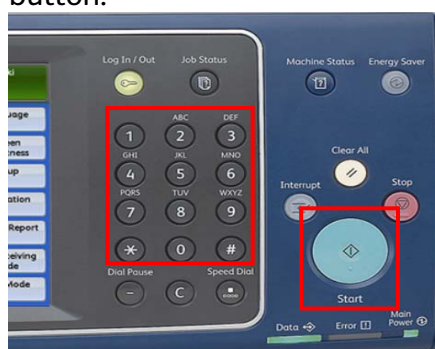 button.
Log In / Out
Job Status
Machine Status
Energy Saver
ki
uage
een
tness
up
ation
Report
eiving
de
Mode
ABC
DEF
1
2
3
GHI
JKL
MNO
4
5
6
PQRS
TUV
WXYZ
7
8
9
*
0
#
Dial Pause
Speed Dial
-
C
Clear All
Interrupt
Stop
Start
Data
Error
Main
Power